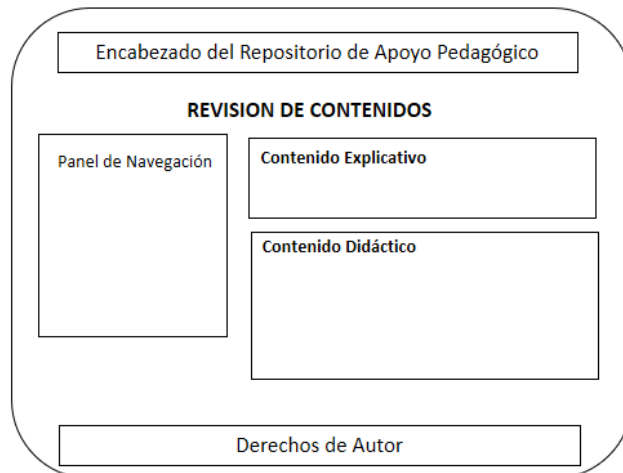 Encabezado del Repositorio de Apoyo Pedagógico
REVISION DE CONTENIDOS
Panel de Navegación
Contenido Explicativo
Contenido Didáctico
Derechos de Autor